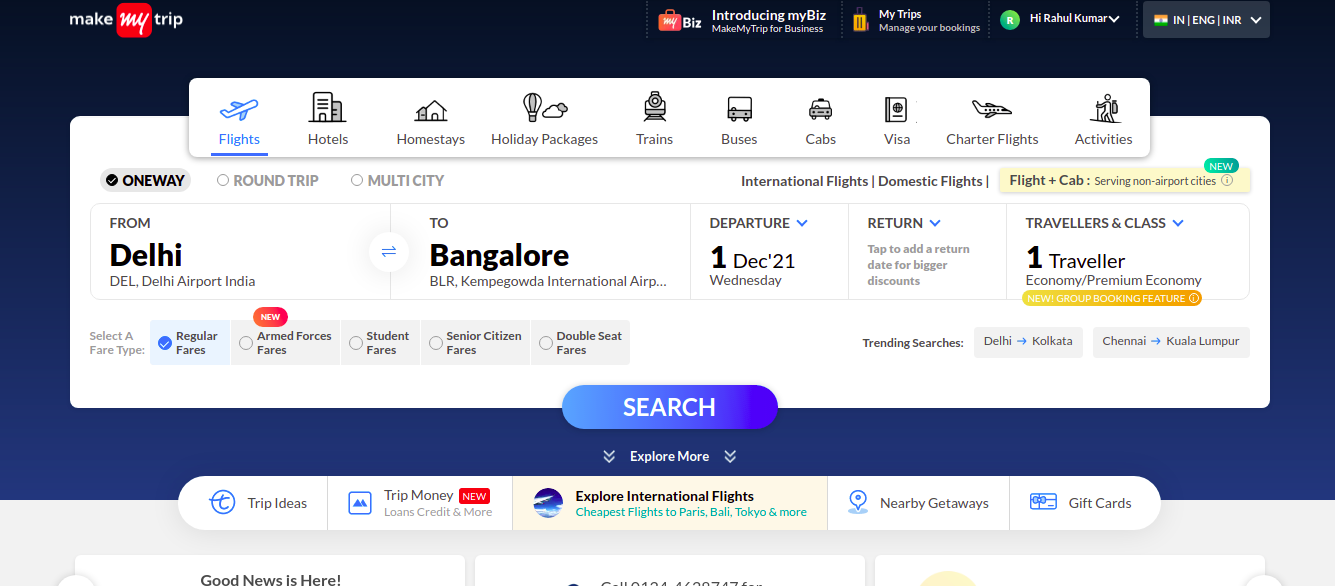 make my trip
my Biz
Introducing myBiz
MakeMyTrip for Business
My Trips
Manage your bookings
R
Hi Rahul Kumar
IN | ENG | INR
Flights
Hotels
Homestays
Holiday Packages
Trains
Buses
Cabs
Visa
Charter Flights
Activities
ONEWAY
ROUND TRIP
MULTI CITY
International Flights | Domestic Flights |
NEW
Flight + Cab : Serving non-airport cities
FROM
Delhi
DEL, Delhi Airport India
TO
Bangalore
BLR, Kempegowda International Airp...
DEPARTURE
1 Dec'21
Wednesday
RETURN
Tap to add a return
date for bigger
discounts
TRAVELLERS & CLASS
1 Traveller
Economy/Premium Economy
NEW! GROUP BOOKING FEATURE
Select A
Fare Type:
Regular
Fares
NEW
Armed Forces
Fares
Student
Fares
Senior Citizen
Fares
Double Seat
Fares
Trending Searches:
Delhi → Kolkata
Chennai → Kuala Lumpur
SEARCH
Explore More
Trip Ideas
Trip Money NEW
Loans Credit & More
Explore International Flights
Cheapest Flights to Paris, Bali, Tokyo & more
Nearby Getaways
Gift Cards
Good News is Here!
Call 0124-4628747 for